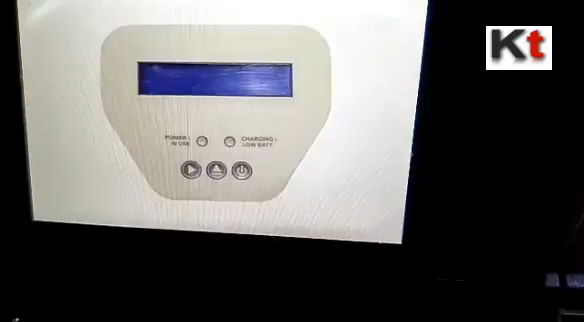 Kt
POWER /
IN USE
CHARGING /
LOW BATT